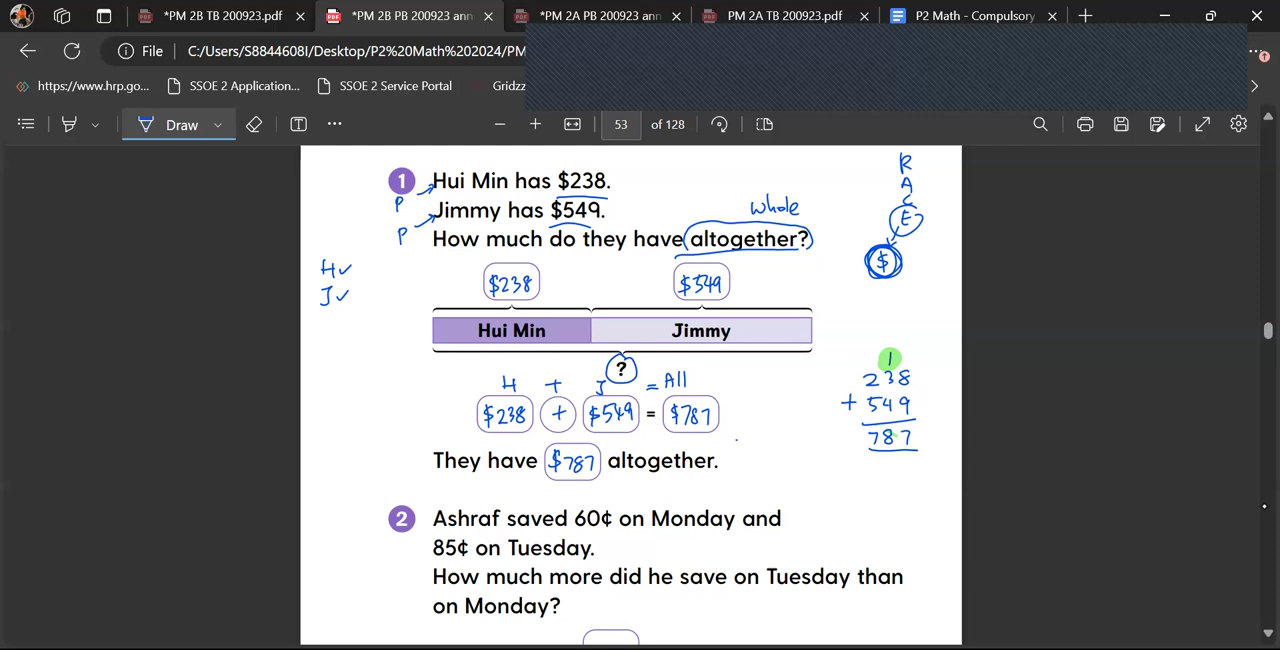 *PM 2B TB 200923.pdf
*PM 2B PB 200923 ann
*PM 2A PB 200923 ann
PM 2A TB 200923.pdf
P2 Math - Compulsory
File C:/Users/S8844608I/Desktop/P2%20Math%202024/PM
https://www.hrp.go...
SSOE 2 Application...
SSOE 2 Service Portal
Gridzz
Draw
53 of 128
1 Hui Min has $238.
P
Jimmy has $549.
P
whole
How much do they have altogether?
R
A
C
E
$
H✓
J✓
$238 $549
Hui Min Jimmy
?
H + J = All
$238 + $549 = $787
They have $787 altogether.
1
238
+ 549
787
2 Ashraf saved 60¢ on Monday and
85¢ on Tuesday.
How much more did he save on Tuesday than
on Monday?